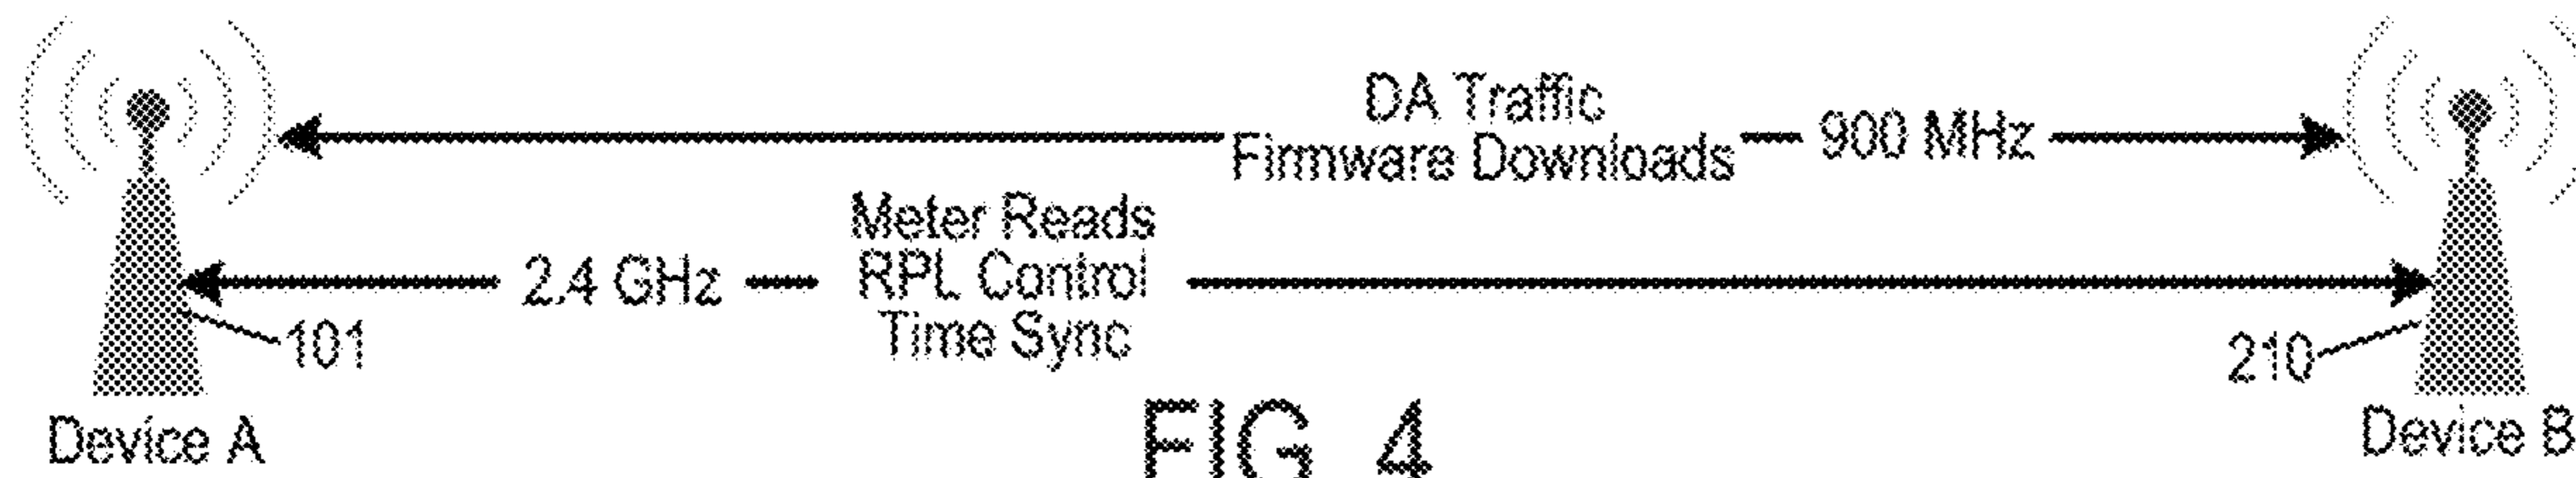 DA Traffic
Firmware Downloads
900 MHz
Meter Reads
2.4 GHz
RPL Control
Time Sync
101
210
Device A
Device B
FIG. 4